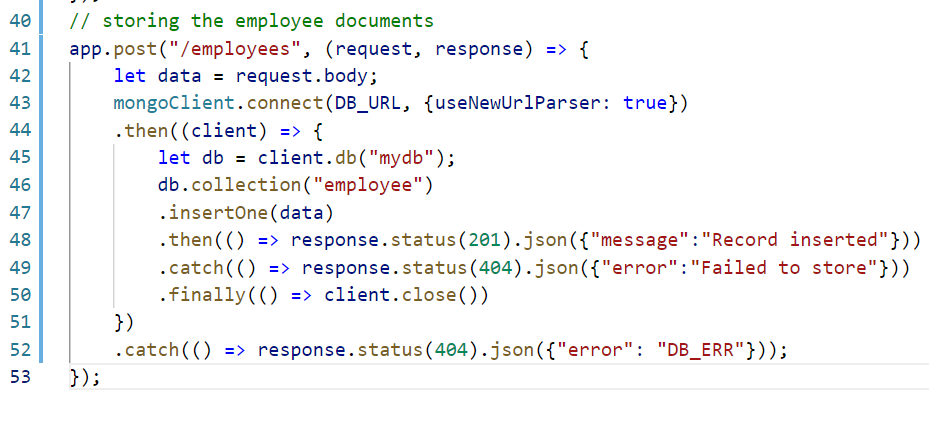 40 // storing the employee documents
41 app.post("/employees", (request, response) => {
42 let data = request.body;
43 mongoClient.connect(DB_URL, {useNewUrlParser: true})
44 .then((client) => {
45 let db = client.db("mydb");
46 db.collection("employee")
47 .insertOne(data)
48 .then(() => response.status(201).json({"message":"Record inserted"}))
49 .catch(() => response.status(404).json({"error":"Failed to store"}))
50 .finally(() => client.close())
51 })
52 .catch(() => response.status(404).json({"error": "DB_ERR"}));
53 });